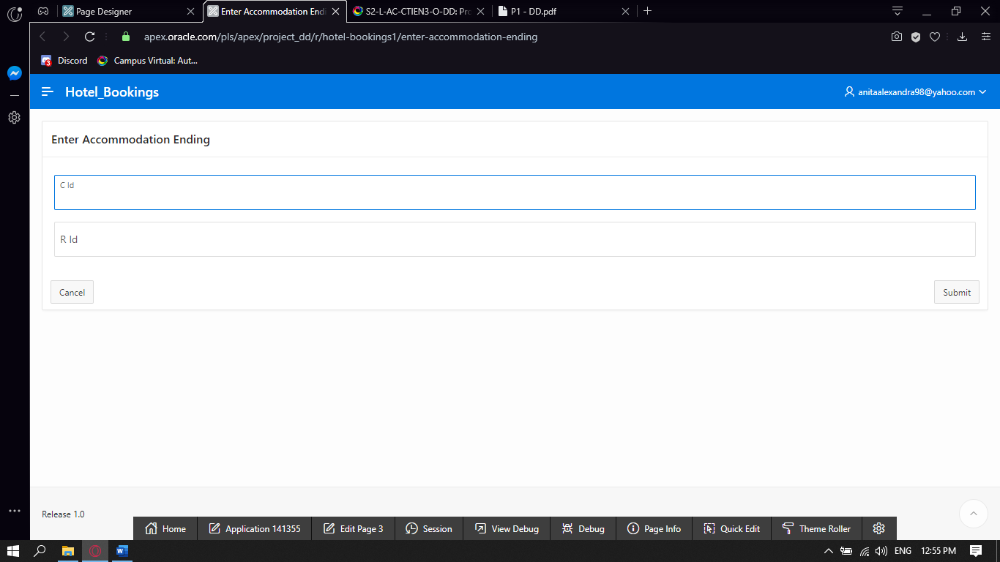 Page Designer
Enter Accommodation Endi
S2-L-AC-CTIEN3-O-DD: Pro
P1 - DD.pdf
apex.oracle.com/pls/apex/project_dd/r/hotel-bookings1/enter-accommodation-ending
3
Discord
Campus Virtual: Aut...
Hotel_Bookings
anitaalexandra98@yahoo.com
Enter Accommodation Ending
C Id
R Id
Cancel
Submit
Release 1.0
Home
Application 141355
Edit Page 3
Session
View Debug
Debug
Page Info
Quick Edit
Theme Roller
W
ENG
12:55 PM